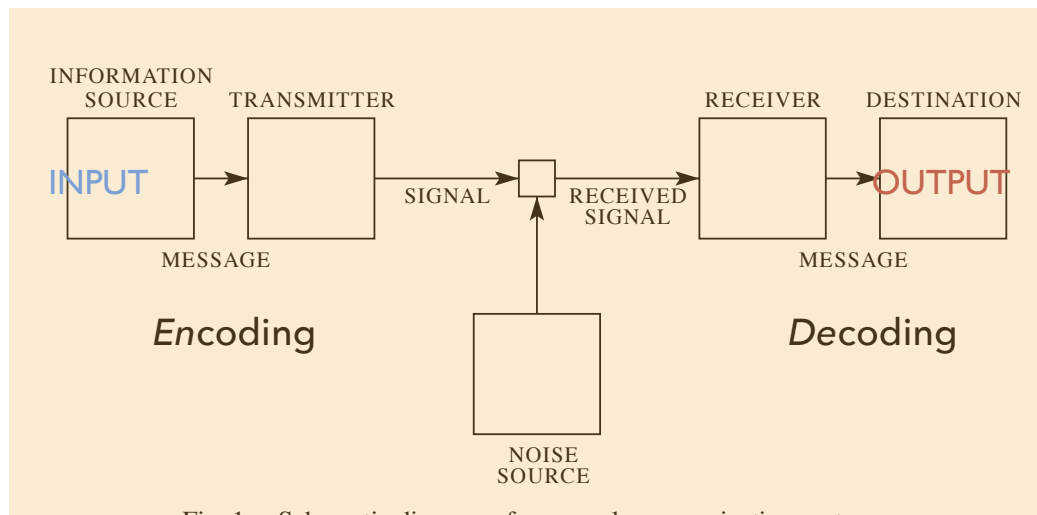 INFORMATION
SOURCE
TRANSMITTER
RECEIVER
DESTINATION
INPUT
OUTPUT
SIGNAL
RECEIVED
SIGNAL
MESSAGE
MESSAGE
Encoding
Decoding
NOISE
SOURCE